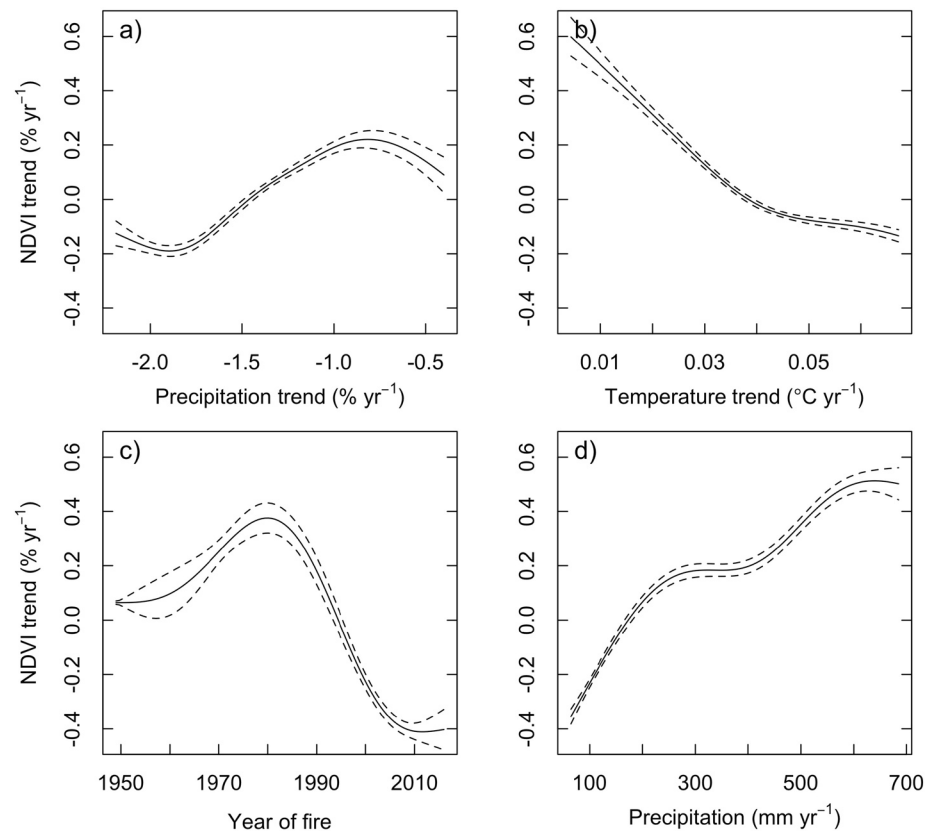 a)
0.6
0.4
0.2
0.0
-0.2
-0.4
NDVI trend (% yr⁻¹)
-2.0 -1.5 -1.0 -0.5
Precipitation trend (% yr⁻¹)
b)
0.6
0.4
0.2
0.0
-0.2
-0.4
0.01 0.03 0.05
Temperature trend (°C yr⁻¹)
c)
0.6
0.4
0.2
0.0
-0.2
-0.4
NDVI trend (% yr⁻¹)
1950 1970 1990 2010
Year of fire
d)
0.6
0.4
0.2
0.0
-0.2
-0.4
100 300 500 700
Precipitation (mm yr⁻¹)